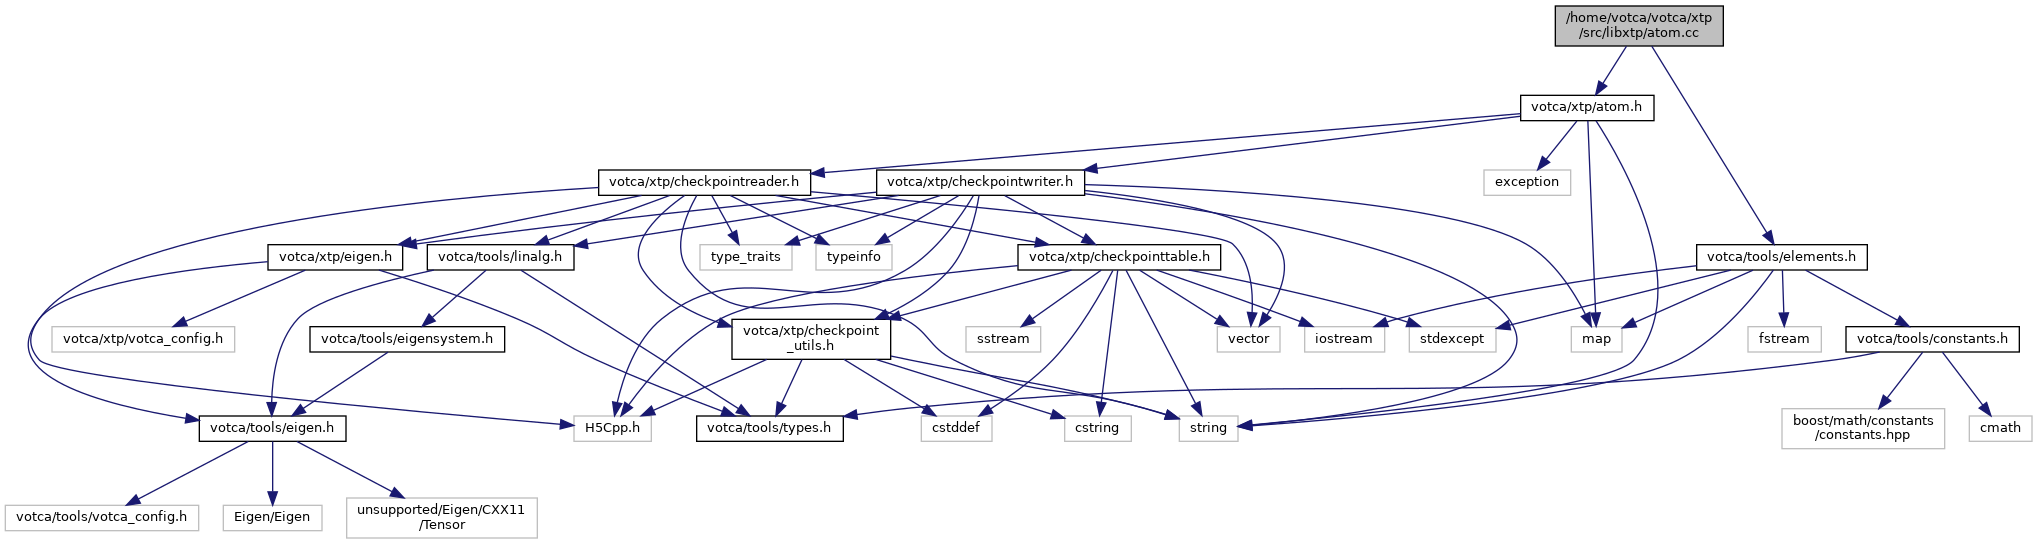 /home/votca/votca/xtp
/src/libxtp/atom.cc
votca/xtp/atom.h
votca/xtp/checkpointreader.h
votca/xtp/checkpointwriter.h
exception
votca/xtp/eigen.h
votca/tools/linalg.h
type_traits
typeinfo
votca/xtp/checkpointtable.h
votca/tools/elements.h
votca/xtp/votca_config.h
votca/tools/eigensystem.h
votca/xtp/checkpoint
_utils.h
sstream
vector
iostream
stdexcept
map
fstream
votca/tools/constants.h
votca/tools/eigen.h
H5Cpp.h
votca/tools/types.h
cstddef
cstring
string
boost/math/constants
/constants.hpp
cmath
votca/tools/votca_config.h
Eigen/Eigen
unsupported/Eigen/CXX11
/Tensor